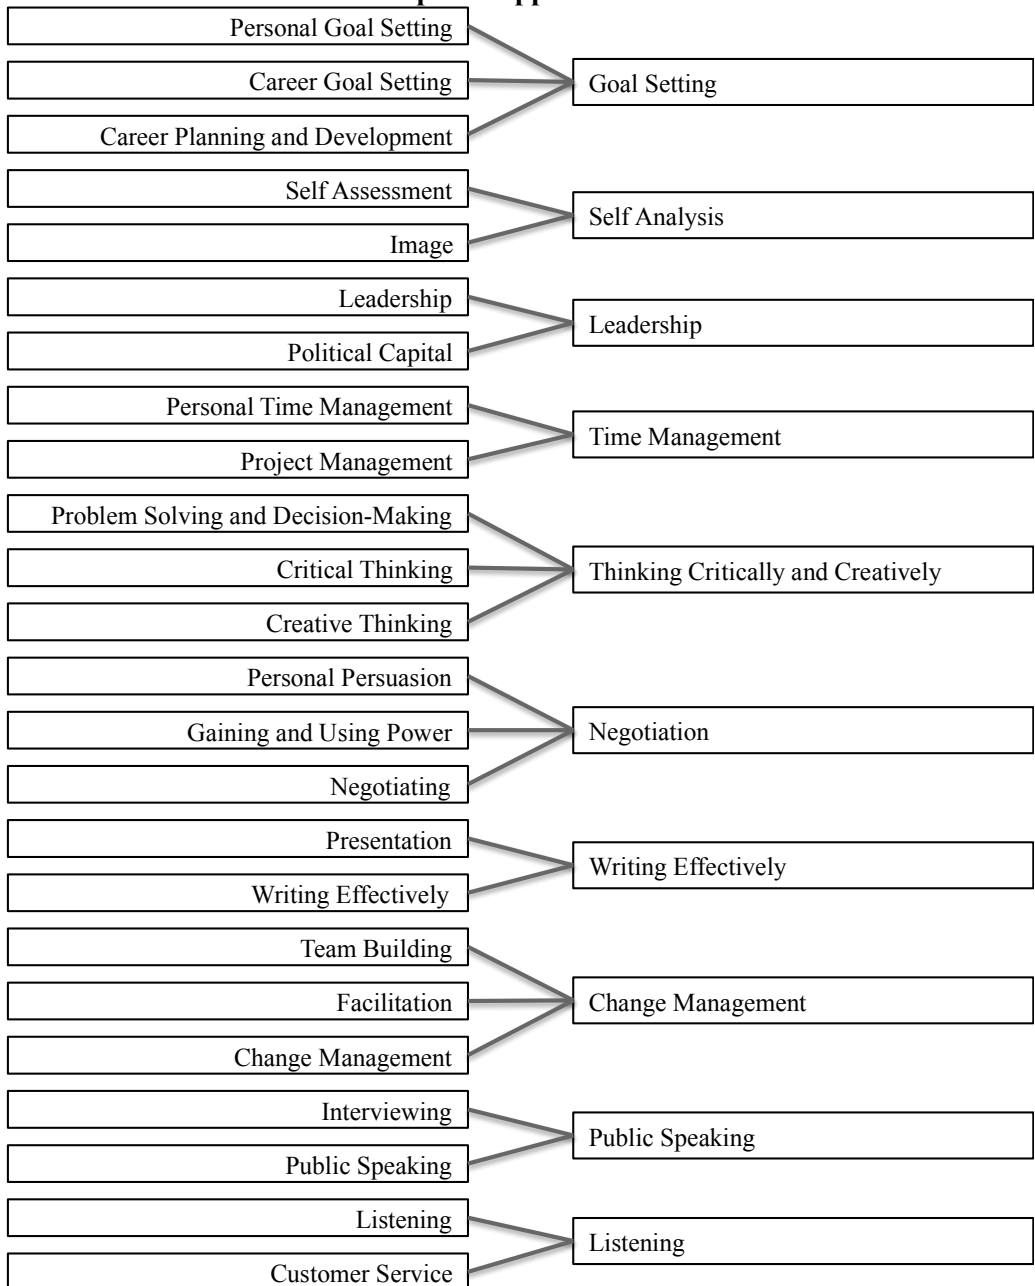 Personal Goal Setting
Career Goal Setting
Career Planning and Development
Goal Setting
Self Assessment
Image
Self Analysis
Leadership
Political Capital
Leadership
Personal Time Management
Project Management
Time Management
Problem Solving and Decision-Making
Critical Thinking
Creative Thinking
Thinking Critically and Creatively
Personal Persuasion
Gaining and Using Power
Negotiating
Negotiation
Presentation
Writing Effectively
Writing Effectively
Team Building
Facilitation
Change Management
Change Management
Interviewing
Public Speaking
Public Speaking
Listening
Customer Service
Listening